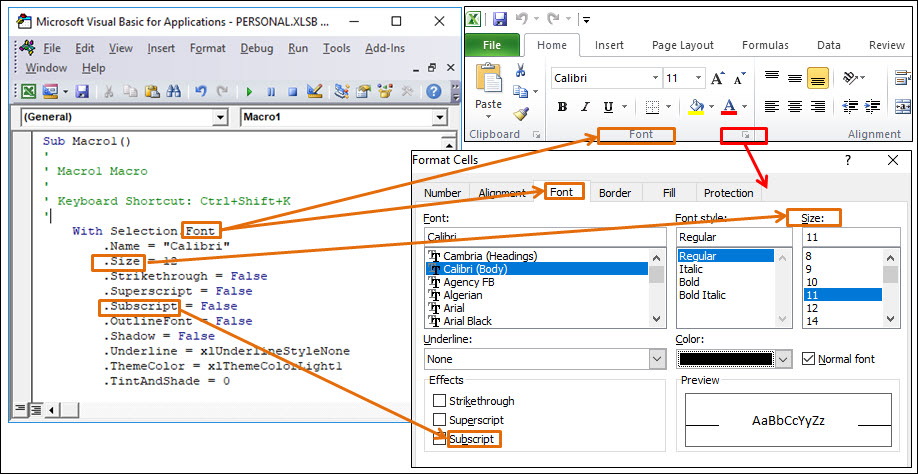 Microsoft Visual Basic for Applications - PERSONAL.XLSB
File Edit View Insert Format Debug Run Tools Add-Ins
Window Help
(General) Macro1
Sub Macro1()
'
' Macro1 Macro
'
' Keyboard Shortcut: Ctrl+Shift+K
'
With Selection.Font
.Name = "Calibri"
.Size = 12
.Strikethrough = False
.Superscript = False
.Subscript = False
.OutlineFont = False
.Shadow = False
.Underline = xlUnderlineStyleNone
.ThemeColor = xlThemeColorLight1
.TintAndShade = 0
File Home Insert Page Layout Formulas Data Review
Calibri 11 A A
Paste B I U A
Clipboard Font Alignment
Format Cells ?
Number Alignment Font Border Fill Protection
Font: Font style: Size:
Calibri Regular 11
Cambria (Headings) Regular 8
Calibri (Body) Italic 9
Agency FB Bold 10
Algerian Bold Italic 11
Arial 12
Arial Black 14
Underline: Color:
None Normal font
Effects Preview
Strikethrough
Superscript AaBbCcYyZz
Subscript